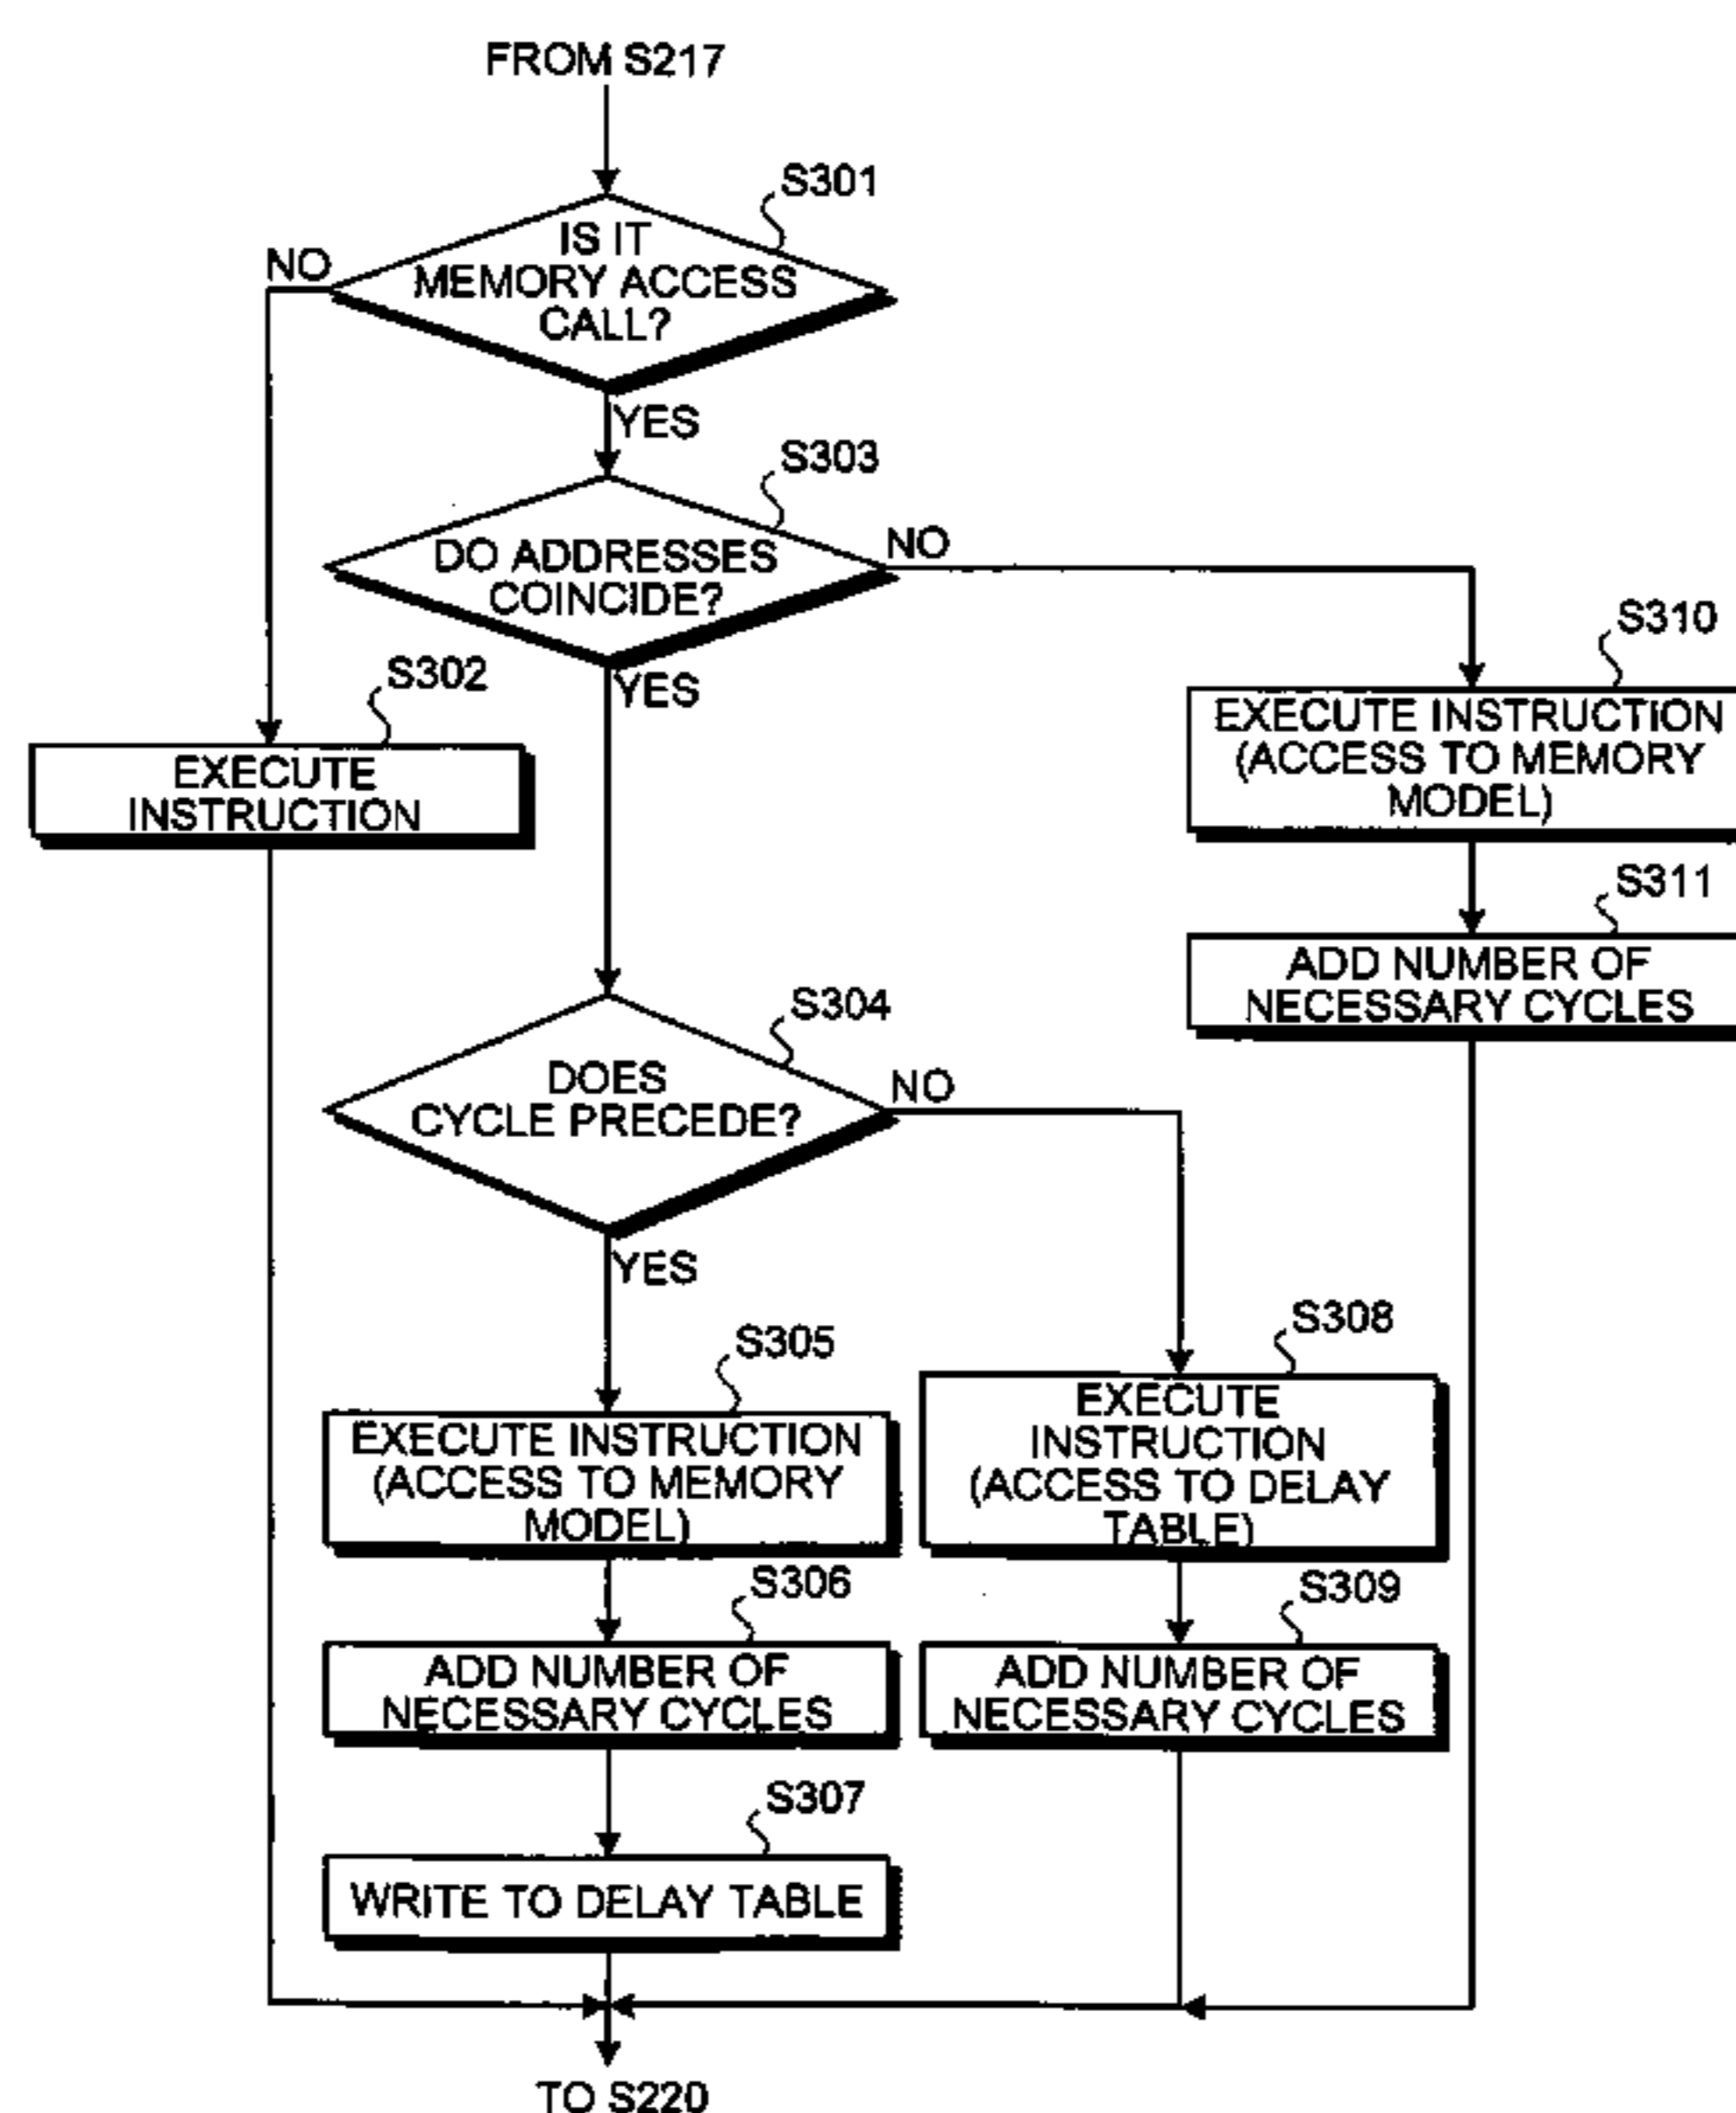 FROM S217
S301
IS IT
MEMORY ACCESS
CALL?
NO
YES
S303
DO ADDRESSES
COINCIDE?
NO
YES
S302
EXECUTE
INSTRUCTION
S310
EXECUTE INSTRUCTION
(ACCESS TO MEMORY
MODEL)
S311
ADD NUMBER OF
NECESSARY CYCLES
S304
DOES
CYCLE PRECEDE?
NO
YES
S305
EXECUTE INSTRUCTION
(ACCESS TO MEMORY
MODEL)
S308
EXECUTE
INSTRUCTION
(ACCESS TO DELAY
TABLE)
S306
ADD NUMBER OF
NECESSARY CYCLES
S309
ADD NUMBER OF
NECESSARY CYCLES
S307
WRITE TO DELAY TABLE
TO S220